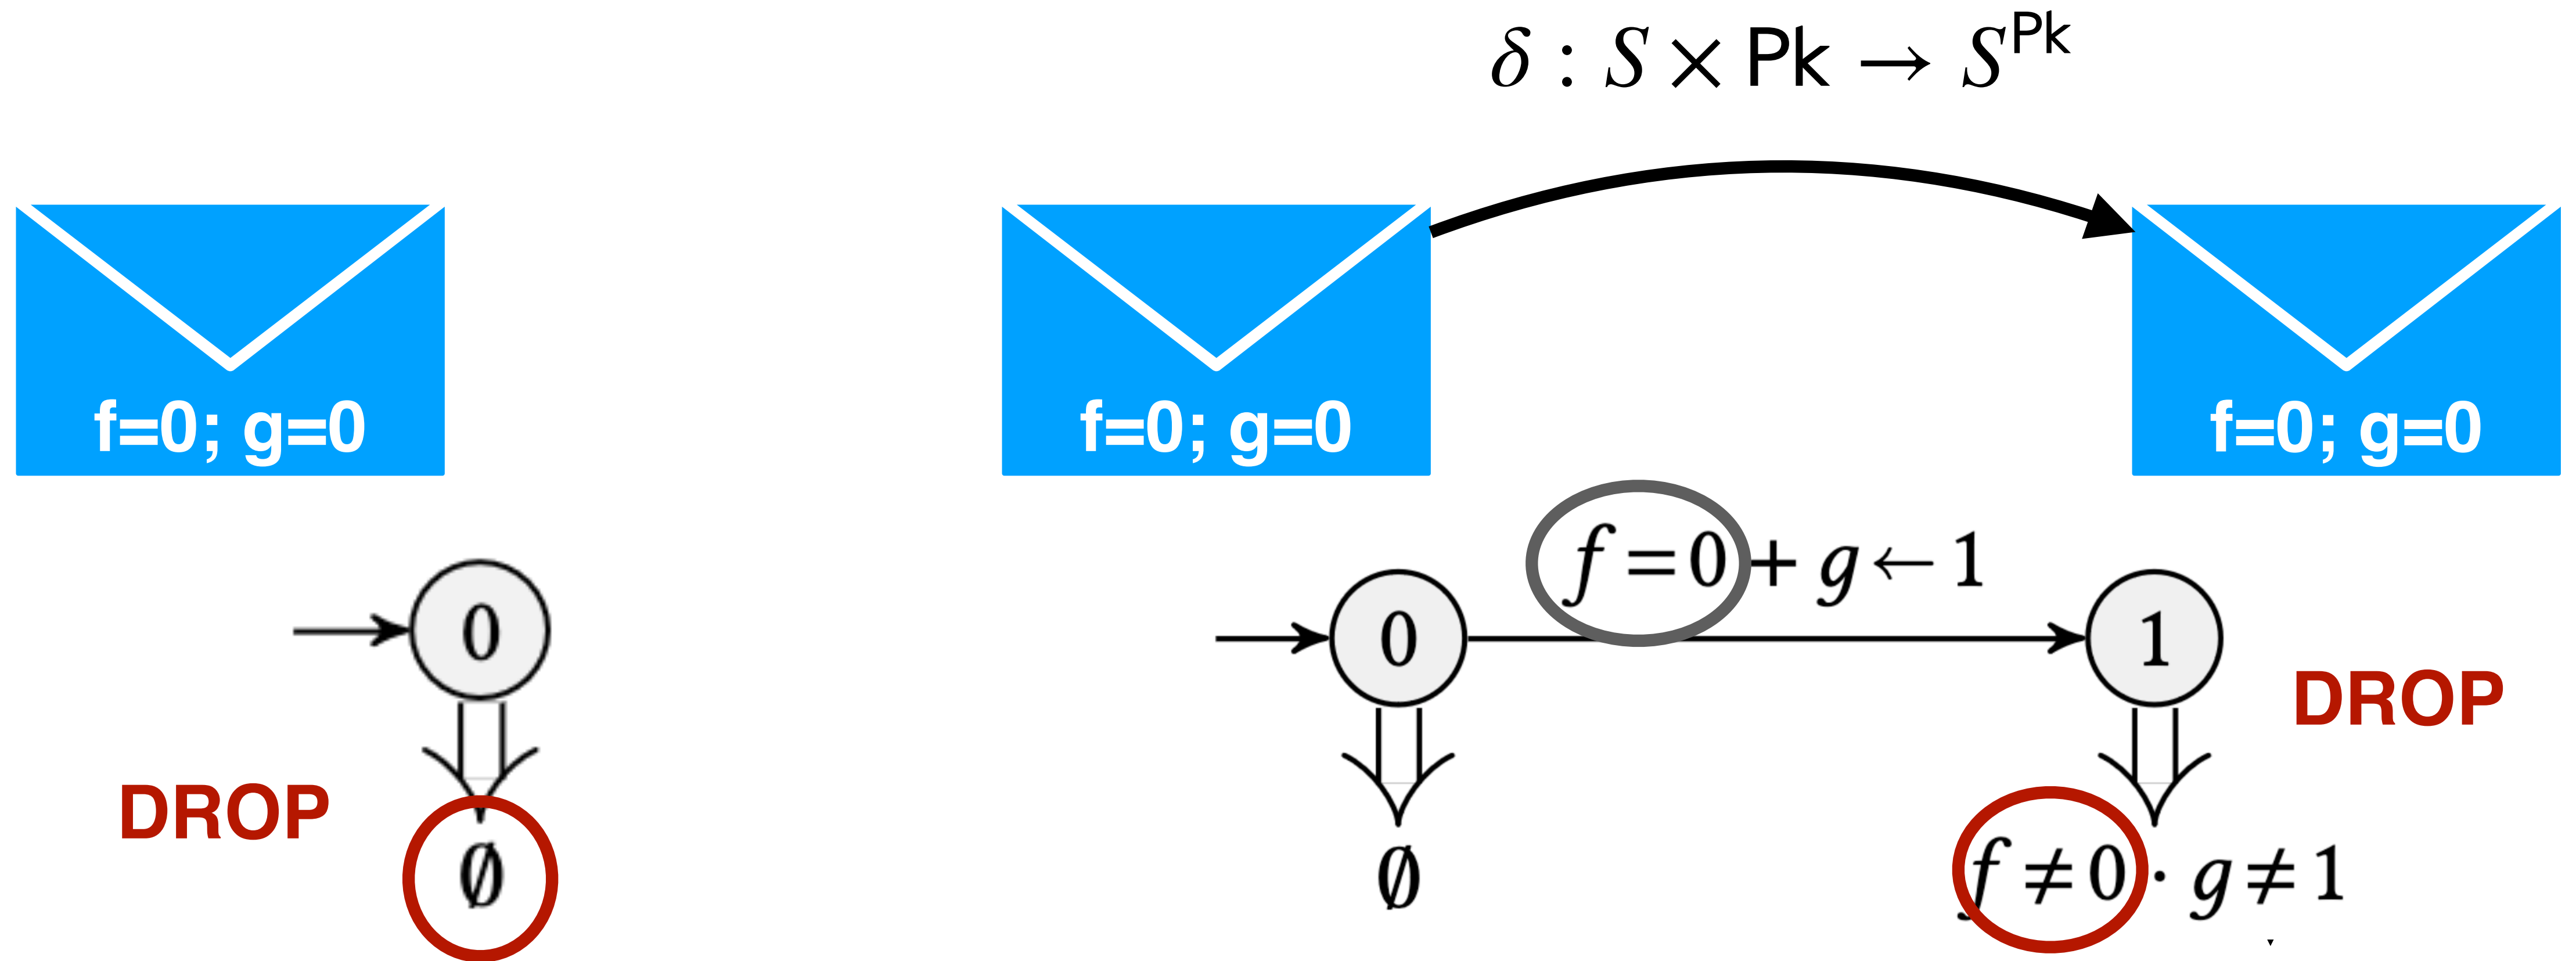 δ : S × Pk → S^Pk
f=0; g=0
f=0; g=0
f=0; g=0
f = 0 + g ← 1
0
0
1
DROP
DROP
∅
∅
f ≠ 0 · g ≠ 1